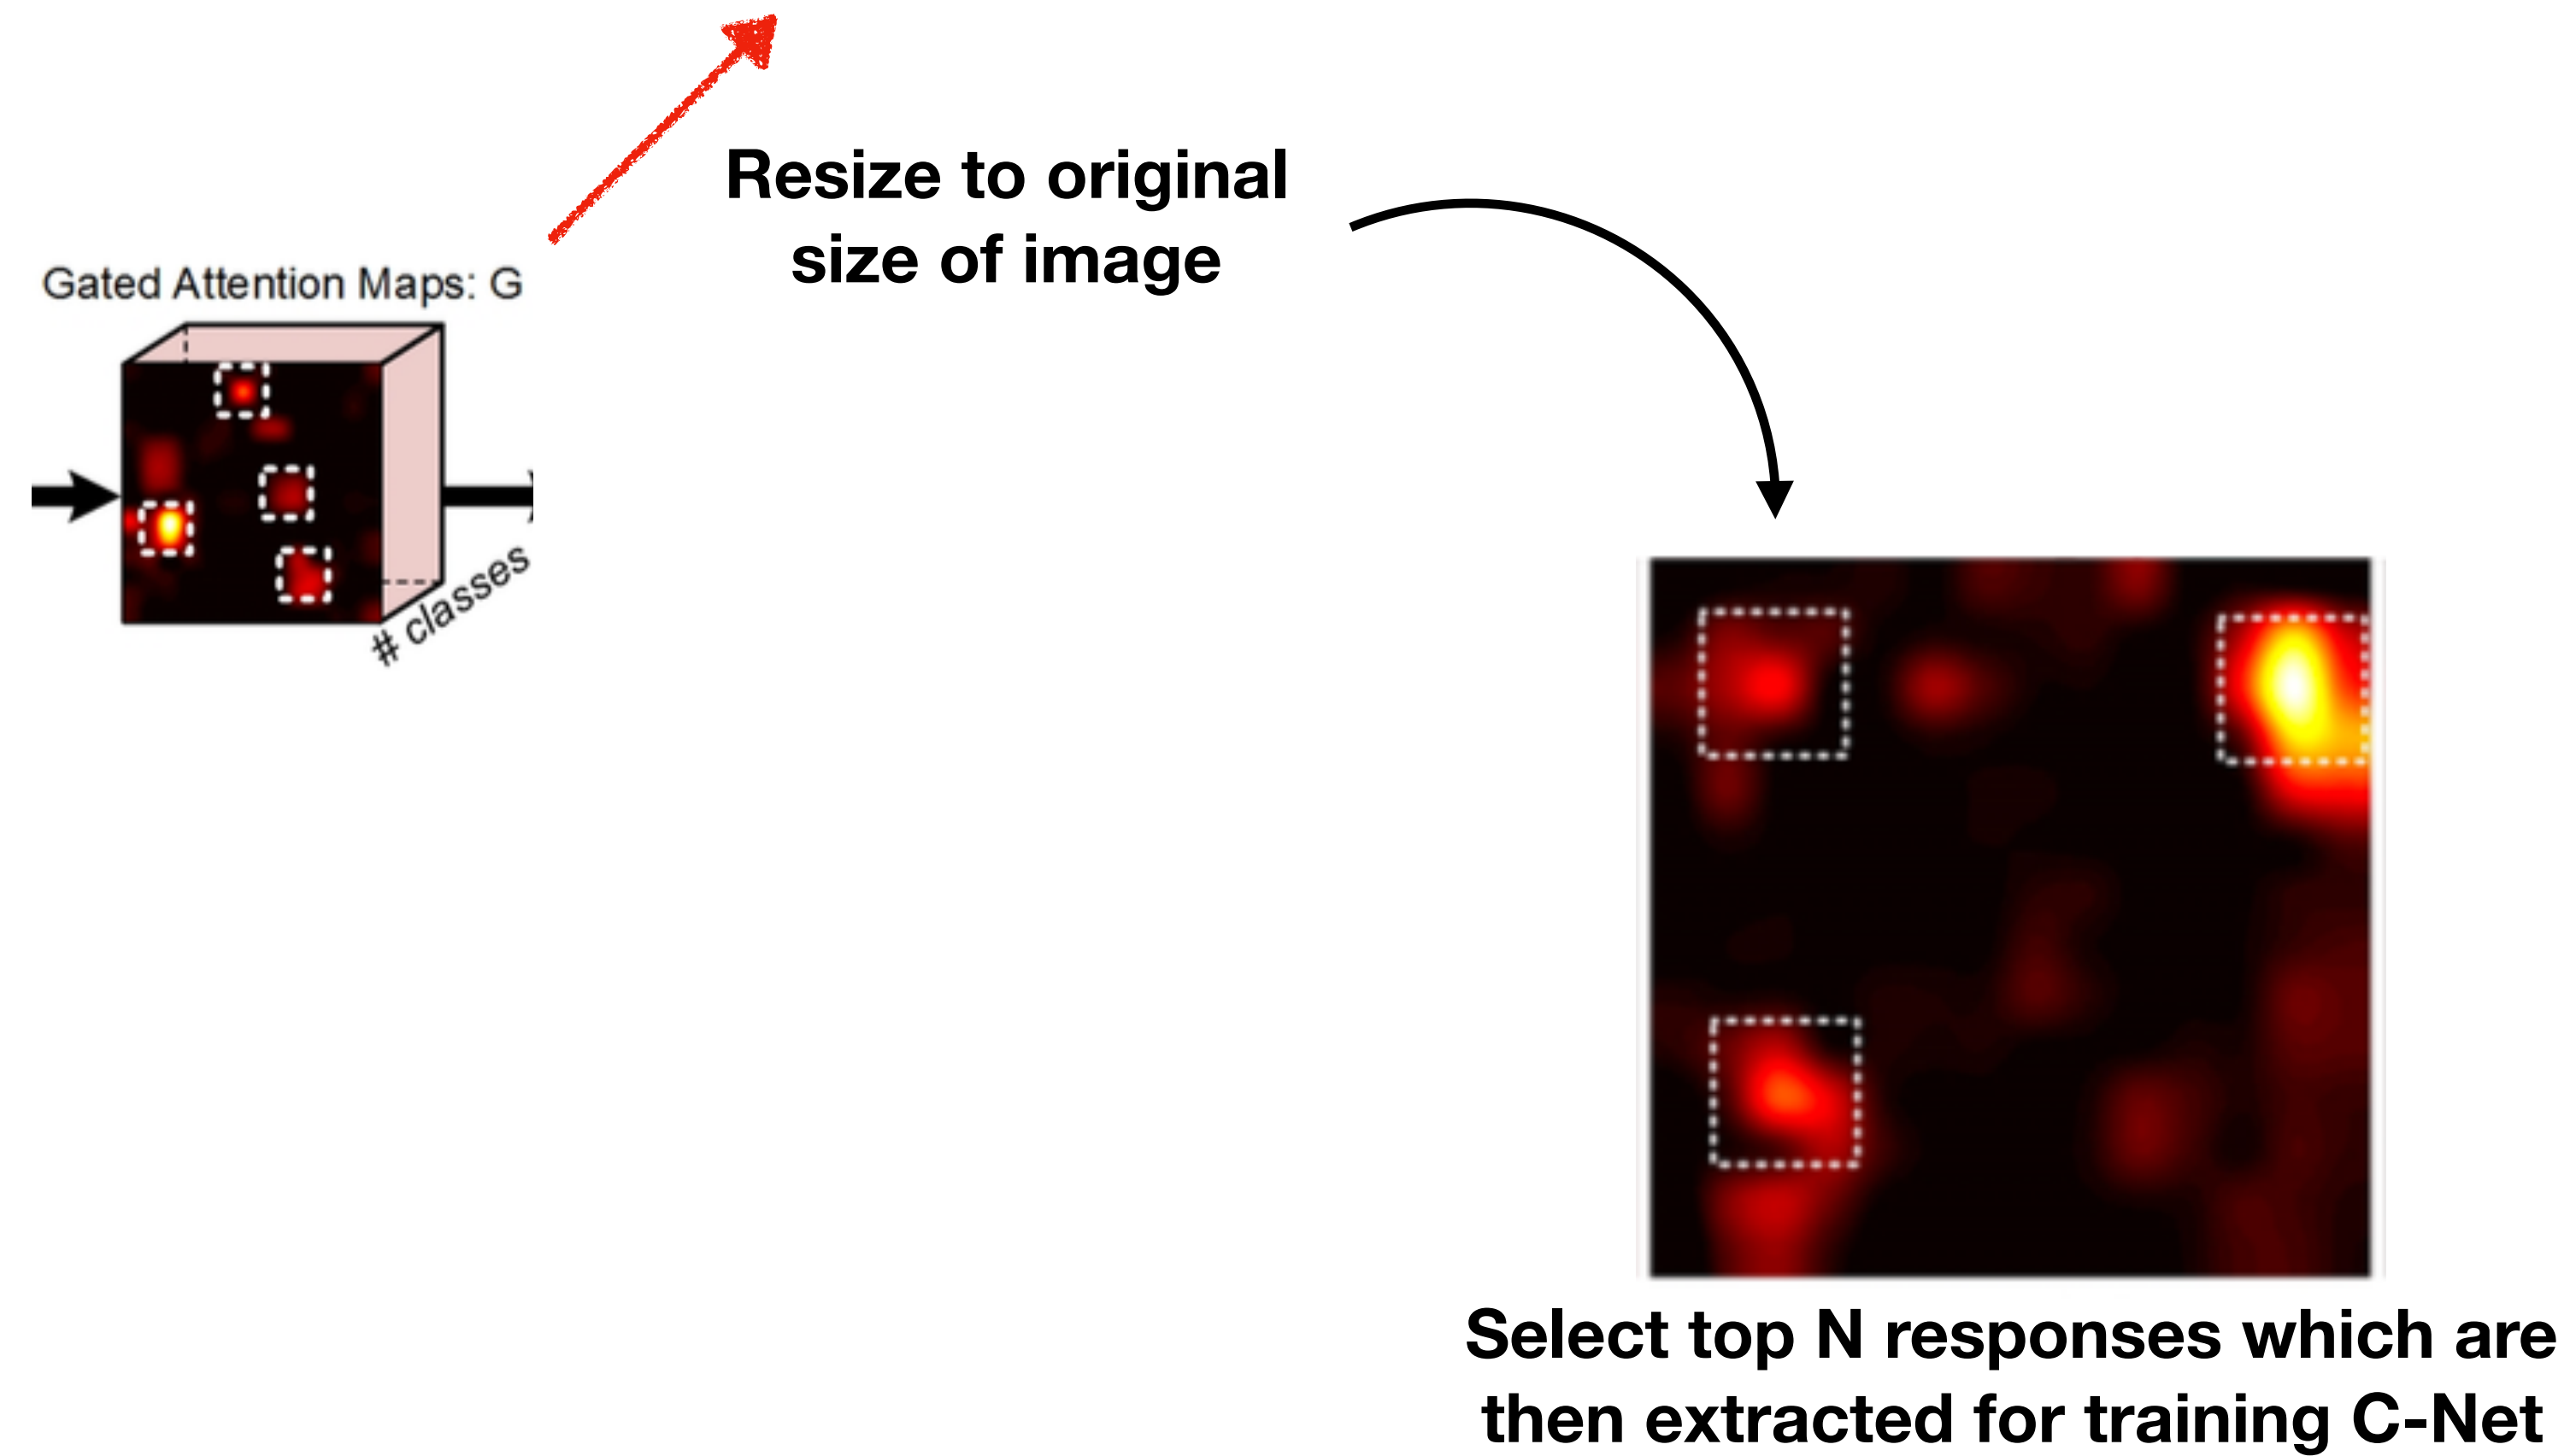 Resize to original
size of image
Gated Attention Maps: G
# classes
Select top N responses which are
then extracted for training C-Net